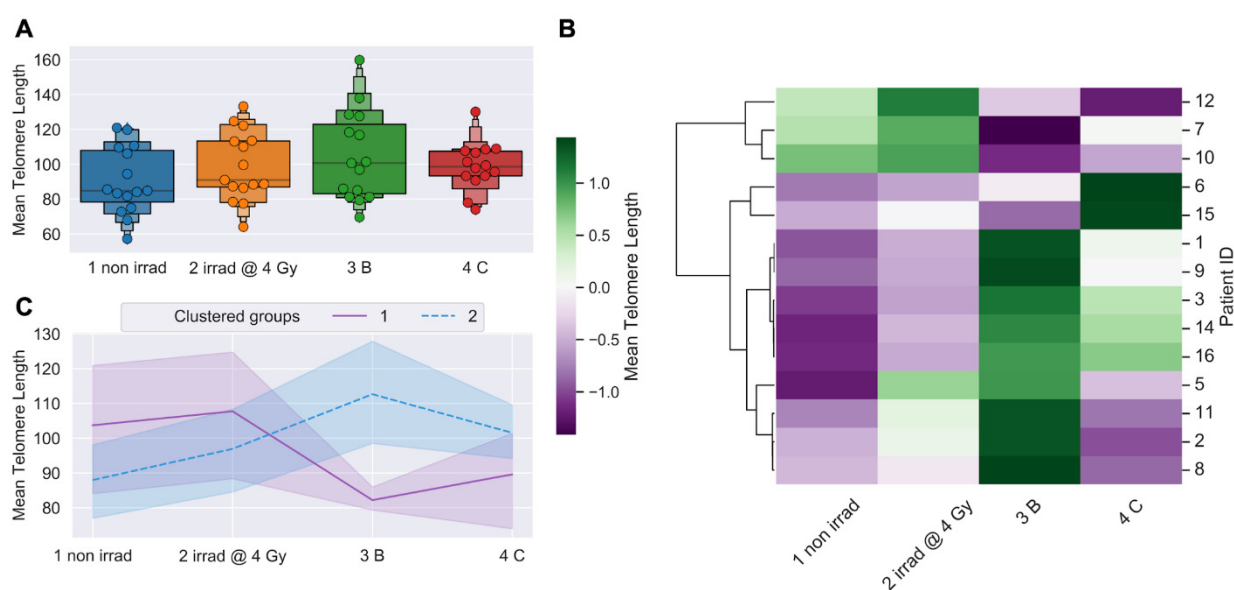 A
Mean Telomere Length
160
140
120
100
80
60
1 non irrad
2 irrad @ 4 Gy
3 B
4 C
B
1.0
0.5
0.0
−0.5
−1.0
Mean Telomere Length
12
7
10
6
15
1
9
3
14
16
5
11
2
8
Patient ID
1 non irrad
2 irrad @ 4 Gy
3 B
4 C
C
Clustered groups 1 2
Mean Telomere Length
130
120
110
100
90
80
1 non irrad
2 irrad @ 4 Gy
3 B
4 C